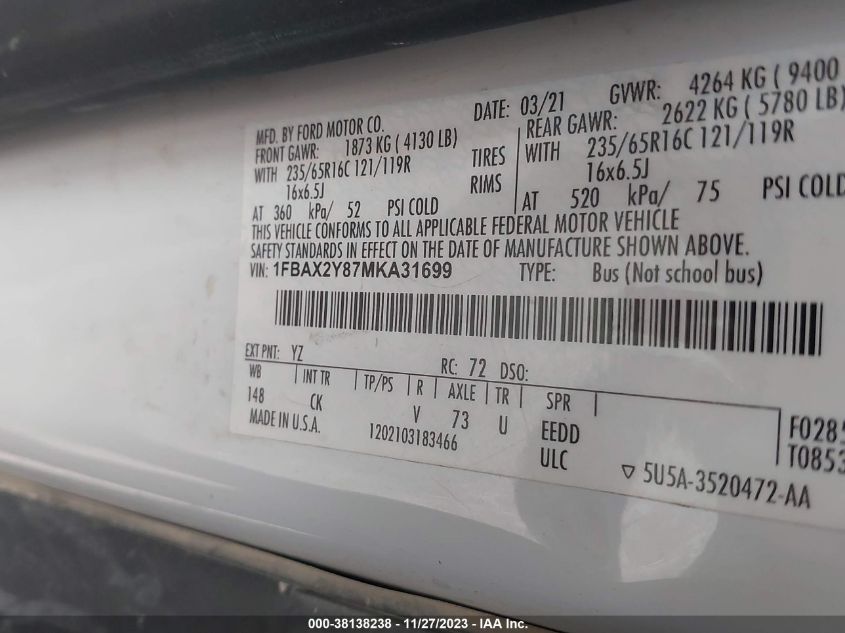 MFD. BY FORD MOTOR CO.
DATE: 03/21
GVWR: 4264 KG ( 9400
FRONT GAWR: 1873 KG ( 4130 LB)
REAR GAWR: 2622 KG ( 5780 LB)
WITH 235/65R16C 121/119R
TIRES
WITH 235/65R16C 121/119R
16x6.5J
RIMS
16x6.5J
AT 360 kPa/ 52 PSI COLD
AT 520 kPa/ 75 PSI COLD
THIS VEHICLE CONFORMS TO ALL APPLICABLE FEDERAL MOTOR VEHICLE
SAFETY STANDARDS IN EFFECT ON THE DATE OF MANUFACTURE SHOWN ABOVE.
VIN: 1FBAX2Y87MKA31699
TYPE: Bus (Not school bus)
EXT PNT: YZ
RC: 72 DSO:
WB | INT TR | TP/PS | R | AXLE | TR | SPR |
148 CK V 73 U EEDD
F0285
MADE IN U.S.A.
1202103183466
ULC
T0853
▽ 5U5A-3520472-AA
000-38138238 - 11/27/2023 - IAA Inc.